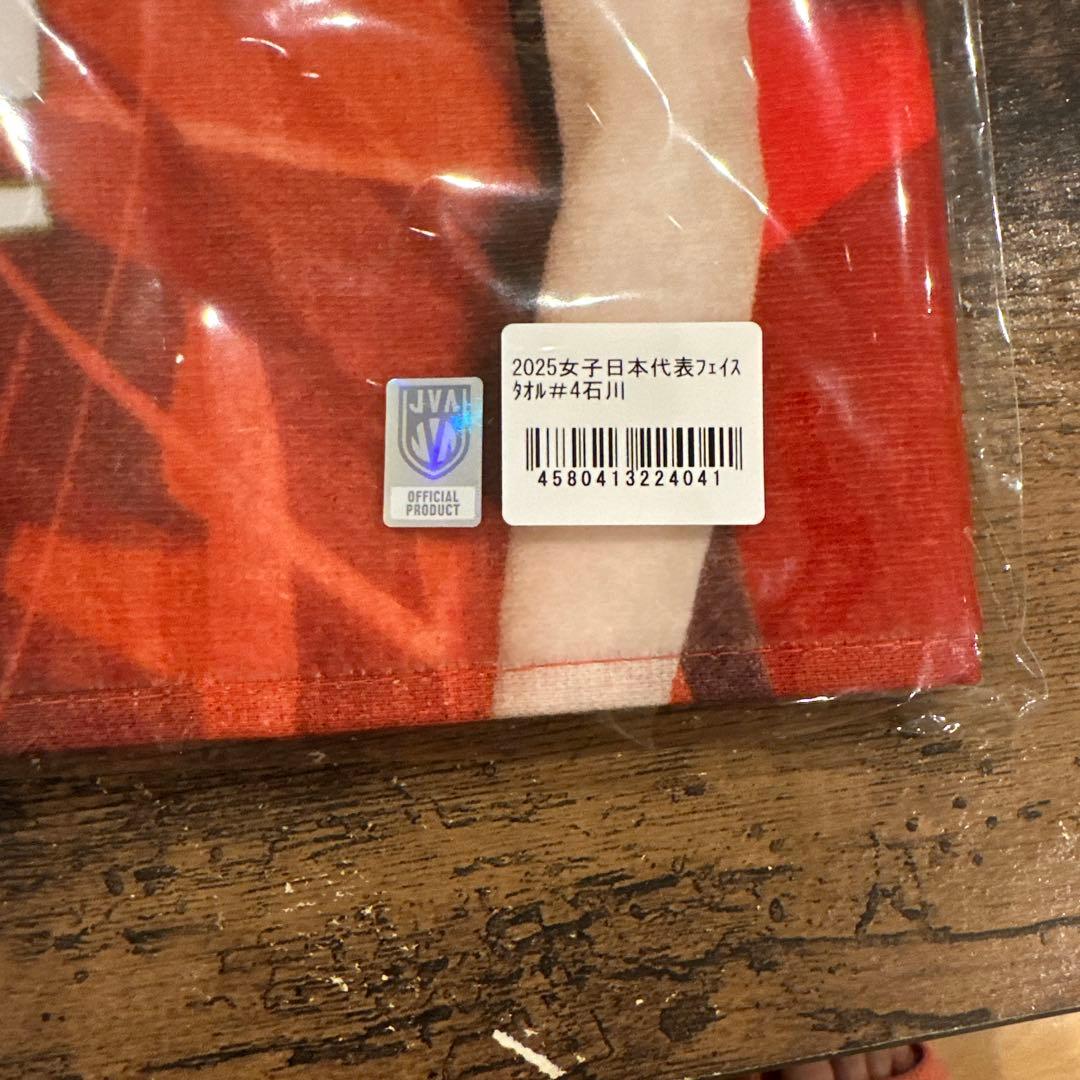 2025女子日本代表ﾌｪｲｽ
ﾀｵﾙ＃4石川
4580413224041
JVA
OFFICIAL
PRODUCT